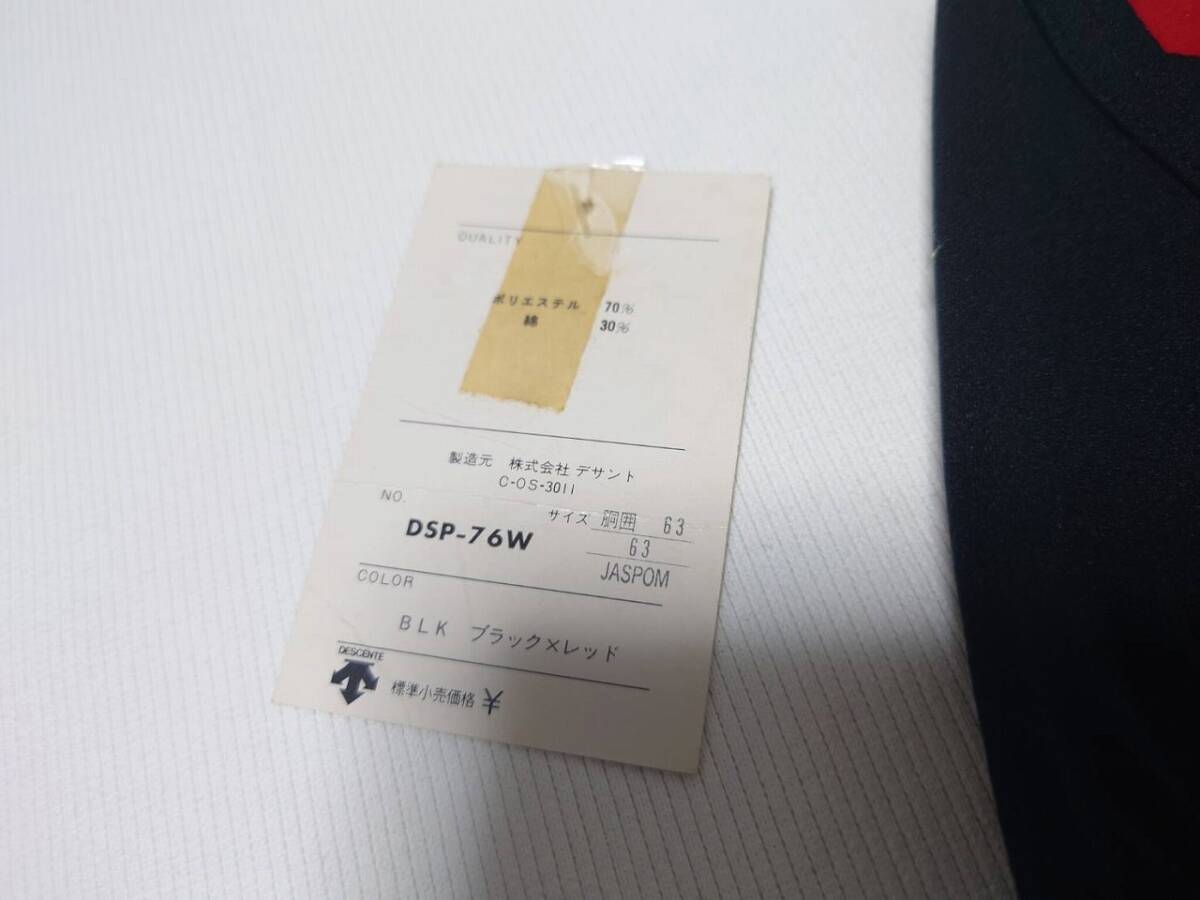 QUALITY
ポリエステル 70%
綿 30%
製造元 株式会社 デサント
C-OS-3011
NO.
サイズ 胴囲 63
DSP-76W
63
JASPOM
COLOR
BLK ブラック×レッド
DESCENTE
標準小売価格 ¥